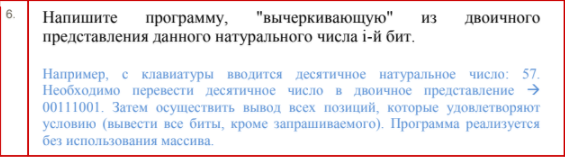 6.
Напишите программу, "вычеркивающую" из двоичного
представления данного натурального числа i-й бит.
Например, с клавиатуры вводится десятичное натуральное число: 57.
Необходимо перевести десятичное число в двоичное представление →
00111001. Затем осуществить вывод всех позиций, которые удовлетворяют
условию (вывести все биты, кроме запрашиваемого). Программа реализуется
без использования массива.